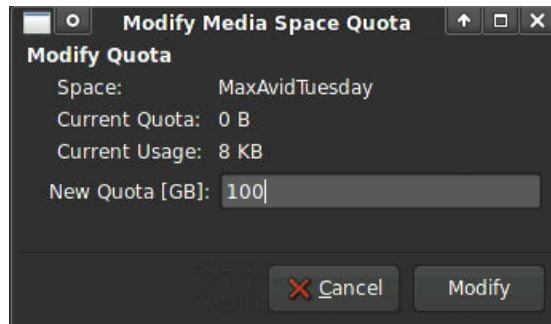 Modify Media Space Quota
Modify Quota
Space: MaxAvidTuesday
Current Quota: 0 B
Current Usage: 8 KB
New Quota [GB]: 100
Cancel Modify